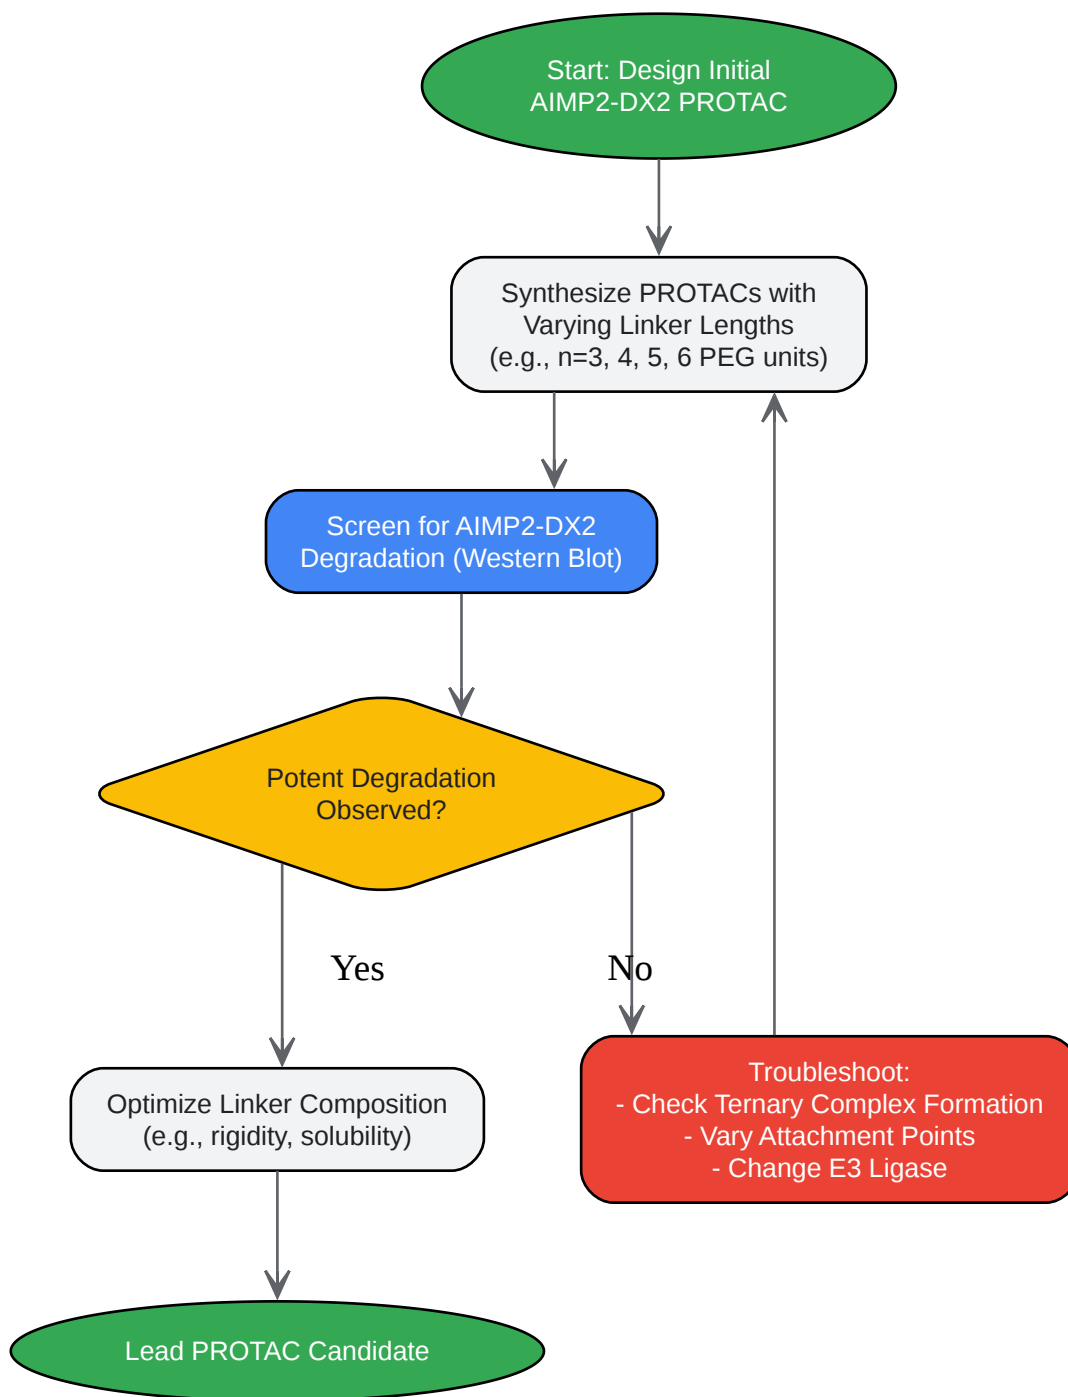 Start: Design Initial
AIMP2-DX2 PROTAC
Synthesize PROTACs with
Varying Linker Lengths
(e.g., n=3, 4, 5, 6 PEG units)
Screen for AIMP2-DX2
Degradation (Western Blot)
Potent Degradation
Observed?
Yes
No
Troubleshoot:
- Check Ternary Complex Formation
- Vary Attachment Points
- Change E3 Ligase
Optimize Linker Composition
(e.g., rigidity, solubility)
Lead PROTAC Candidate